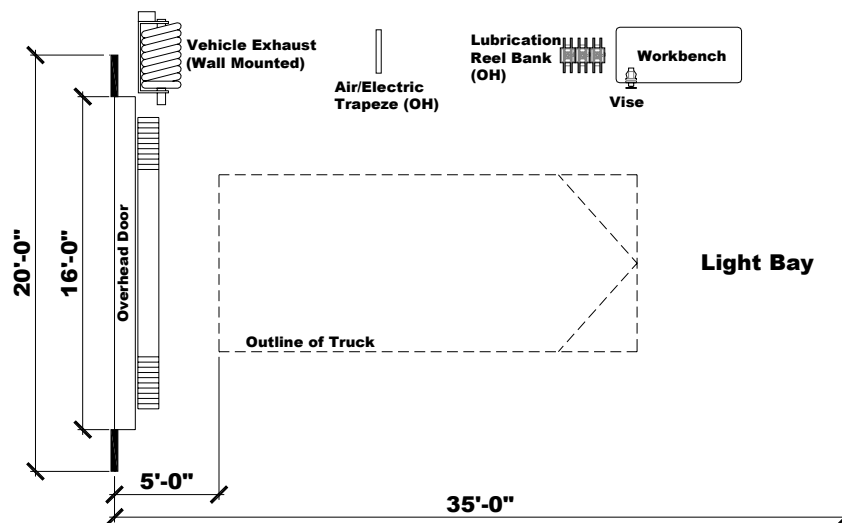 Vehicle Exhaust
(Wall Mounted)
Air/Electric
Trapeze (OH)
Lubrication
Reel Bank
(OH)
Workbench
Vise
20'-0"
16'-0"
Overhead Door
Light Bay
Outline of Truck
5'-0"
35'-0"